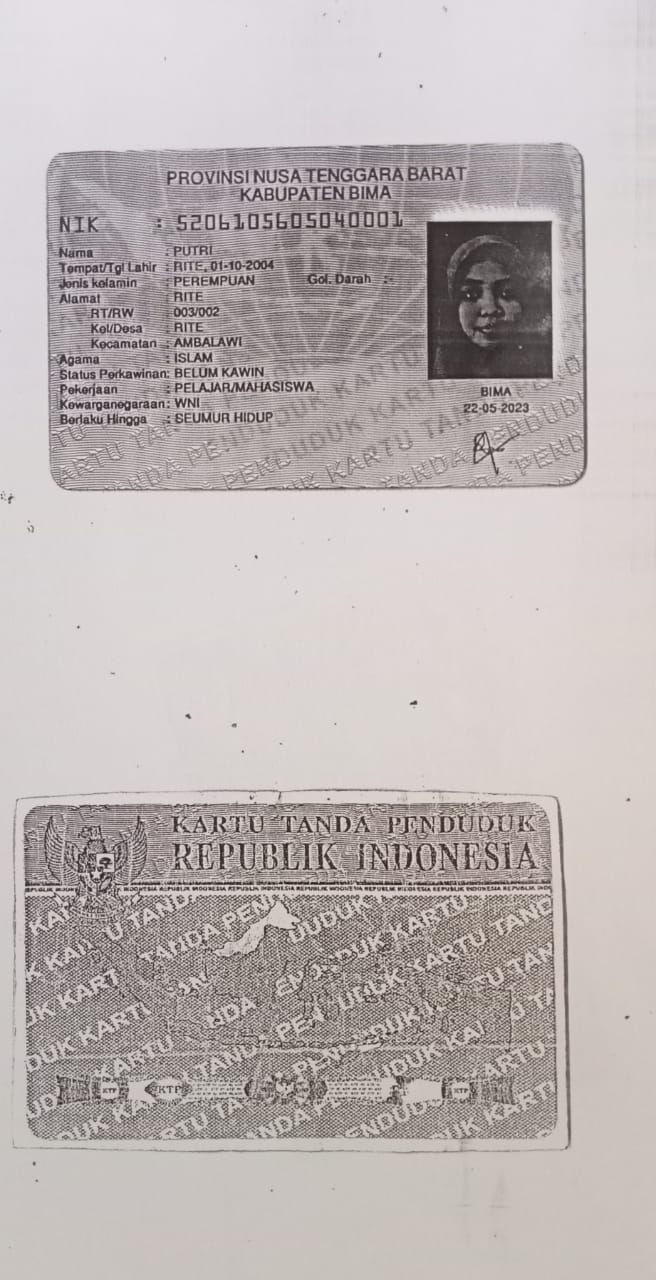 PROVINSI NUSA TENGGARA BARAT
KABUPATEN BIMA
NIK : 5206105605040001
Nama : PUTRI
Tempat/Tgl Lahir : RITE, 01-10-2004
Jenis kelamin : PEREMPUAN Gol. Darah : -
Alamat : RITE
RT/RW : 003/002
Kel/Desa : RITE
Kecamatan : AMBALAWI
Agama : ISLAM
Status Perkawinan: BELUM KAWIN
Pekerjaan : PELAJAR/MAHASISWA
Kewarganegaraan: WNI
Berlaku Hingga : SEUMUR HIDUP
BIMA
22-05-2023
KARTU TANDA PENDUDUK
REPUBLIK INDONESIA